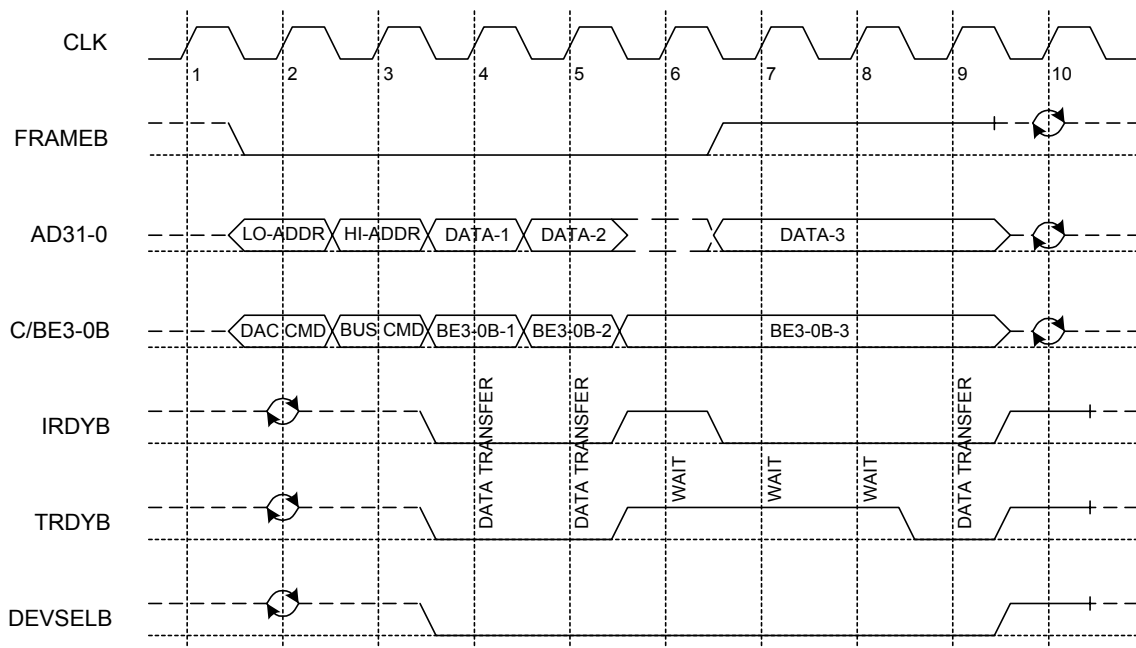 CLK
1 2 3 4 5 6 7 8 9 10
FRAMEB
AD31-0
LO-ADDR HI-ADDR DATA-1 DATA-2 DATA-3
C/BE3-0B
DAC CMD BUS CMD BE3-0B-1 BE3-0B-2 BE3-0B-3
IRDYB
DATA TRANSFER
DATA TRANSFER
WAIT
WAIT
WAIT
DATA TRANSFER
TRDYB
DEVSELB